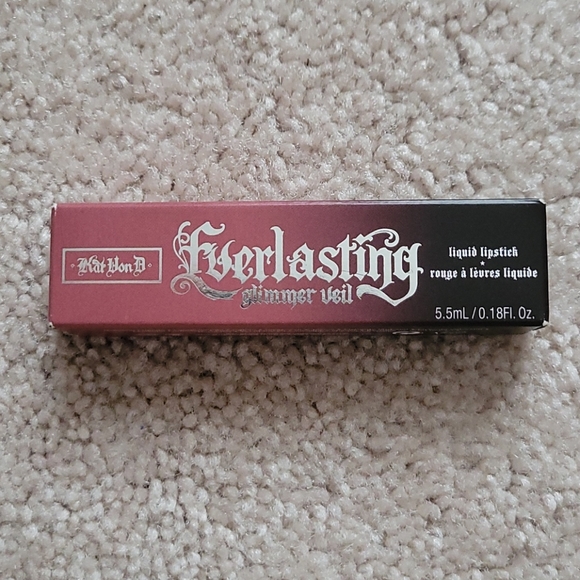 Kat Von D
Everlasting
glimmer veil
liquid lipstick
•
rouge à lèvres liquide
5.5mL / 0.18Fl. Oz.